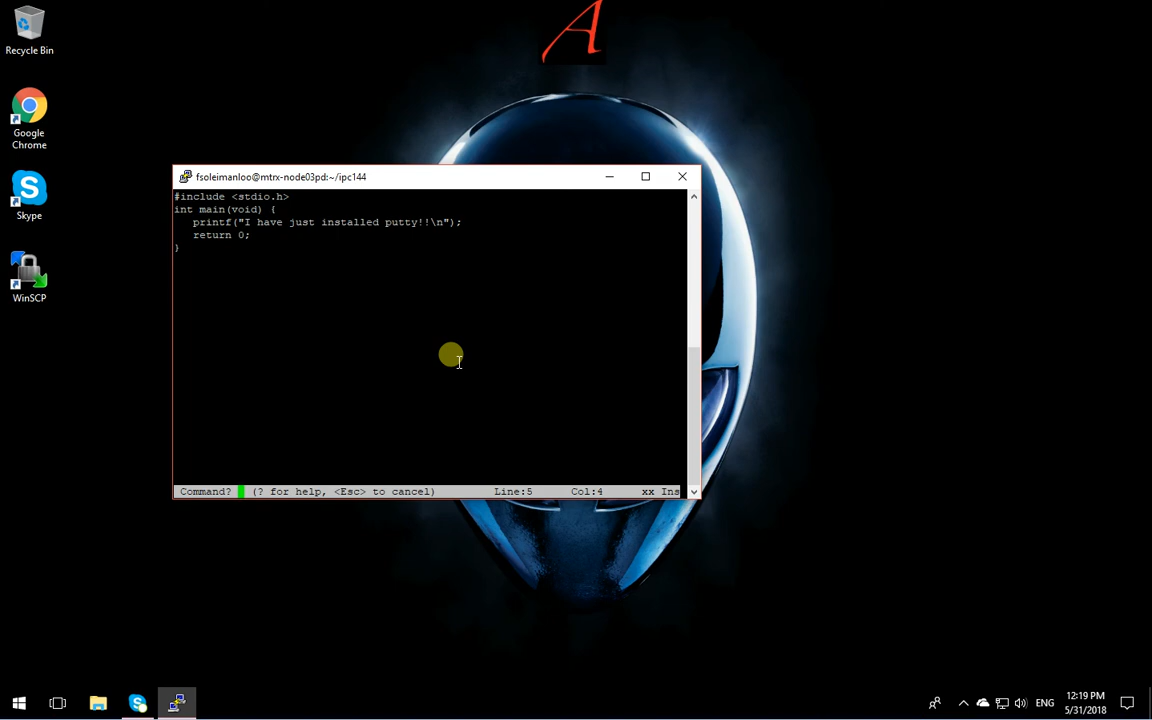 A
Recycle Bin
Google
Chrome
Skype
WinSCP
fsoleimanloo@mtrx-node03pd:~/ipc144
#include <stdio.h>
int main(void) {
   printf("I have just installed putty!!\n");
   return 0;
}
Command? (? for help, <Esc> to cancel) Line:5 Col:4 xx Ins
ENG
12:19 PM
5/31/2018